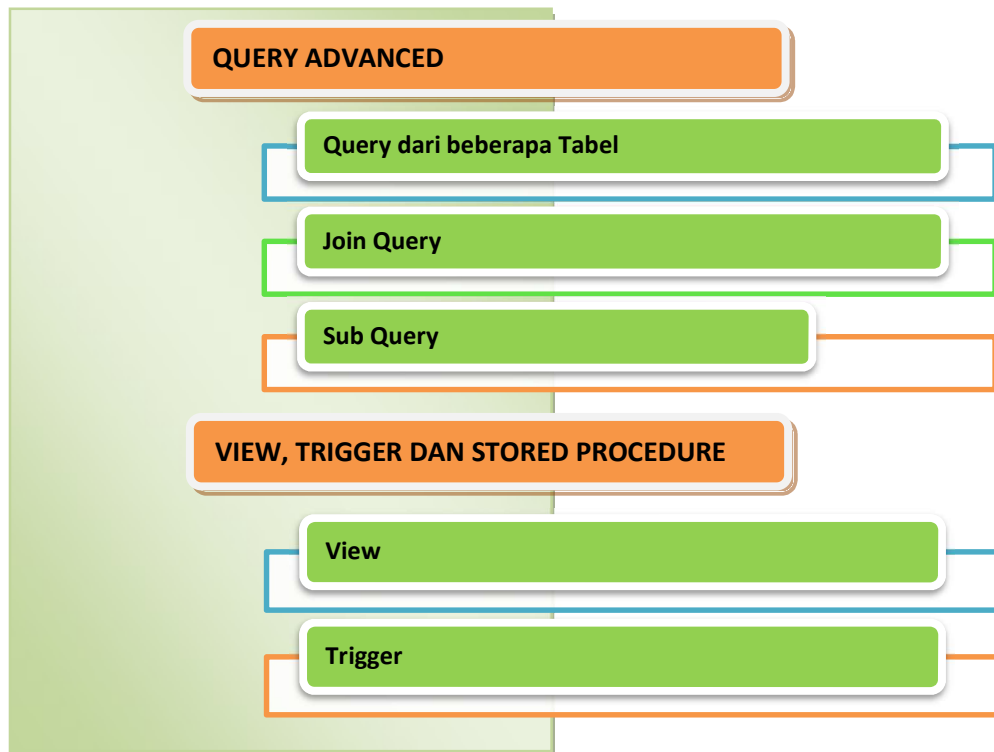 QUERY ADVANCED
Query dari beberapa Tabel
Join Query
Sub Query
VIEW, TRIGGER DAN STORED PROCEDURE
View
Trigger